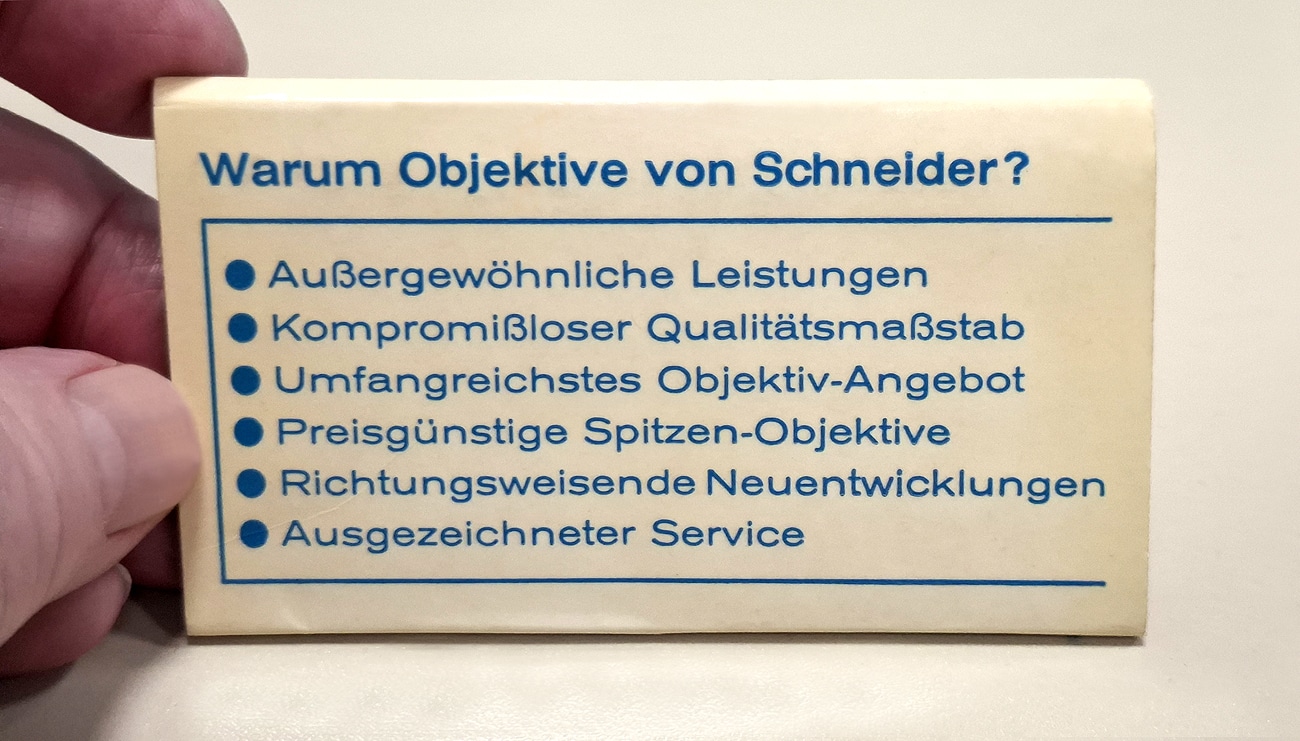 Warum Objektive von Schneider?
● Außergewöhnliche Leistungen
● Kompromißloser Qualitätsmaßstab
● Umfangreichstes Objektiv-Angebot
● Preisgünstige Spitzen-Objektive
● Richtungsweisende Neuentwicklungen
● Ausgezeichneter Service